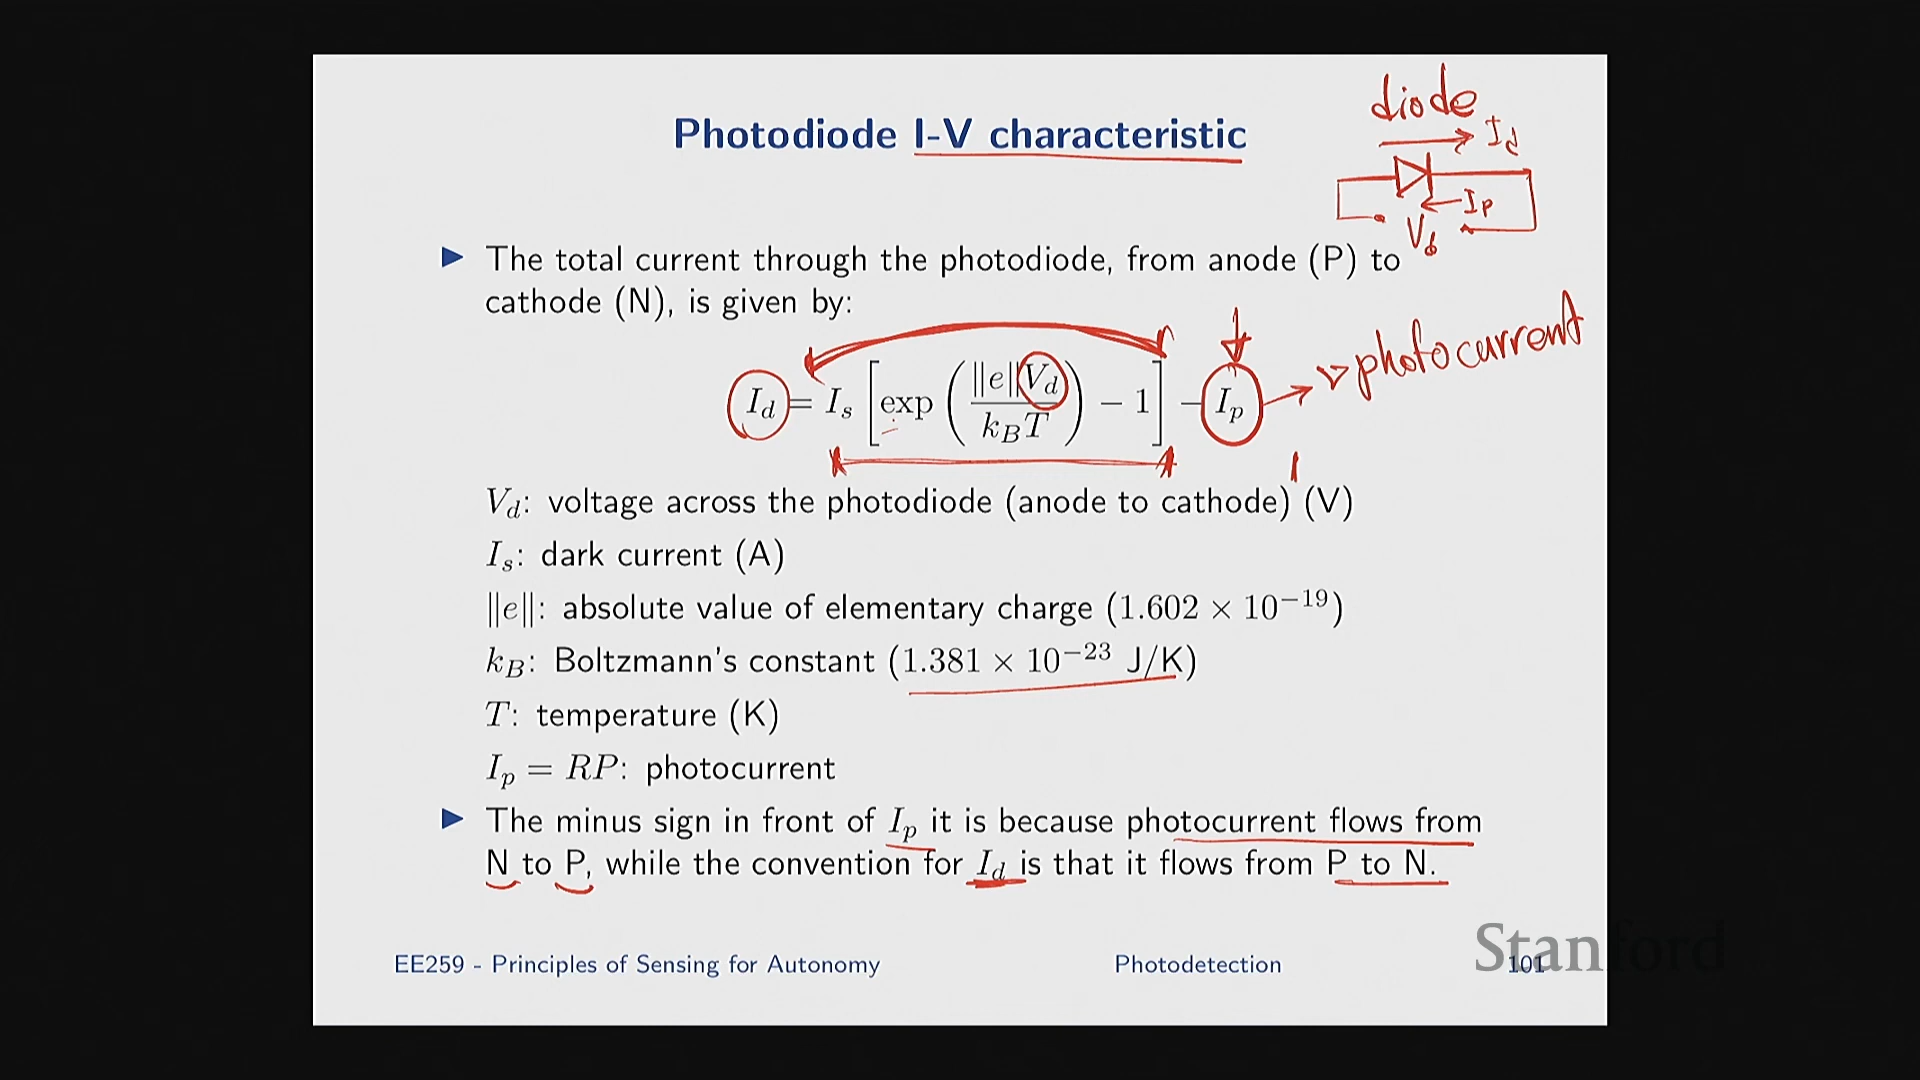 diode
Photodiode I-V characteristic
I_d
I_p
V_d
The total current through the photodiode, from anode (P) to
cathode (N), is given by:
I_d = I_s [exp (‖e‖V_d / k_BT) − 1] − I_p
photocurrent
V_d: voltage across the photodiode (anode to cathode) (V)
I_s: dark current (A)
‖e‖: absolute value of elementary charge (1.602 × 10⁻¹⁹)
k_B: Boltzmann's constant (1.381 × 10⁻²³ J/K)
T: temperature (K)
I_p = RP: photocurrent
The minus sign in front of I_p it is because photocurrent flows from
N to P, while the convention for I_d is that it flows from P to N.
Stanford
EE259 - Principles of Sensing for Autonomy Photodetection 101